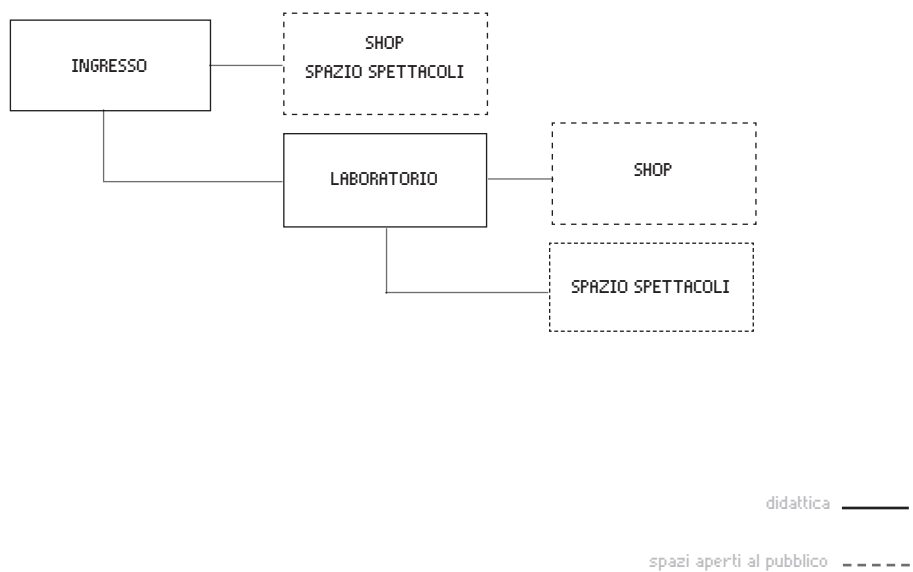 INGRESSO
SHOP
SPAZIO SPETTACOLI
LABORATORIO
SHOP
SPAZIO SPETTACOLI
didattica
spazi aperti al pubblico